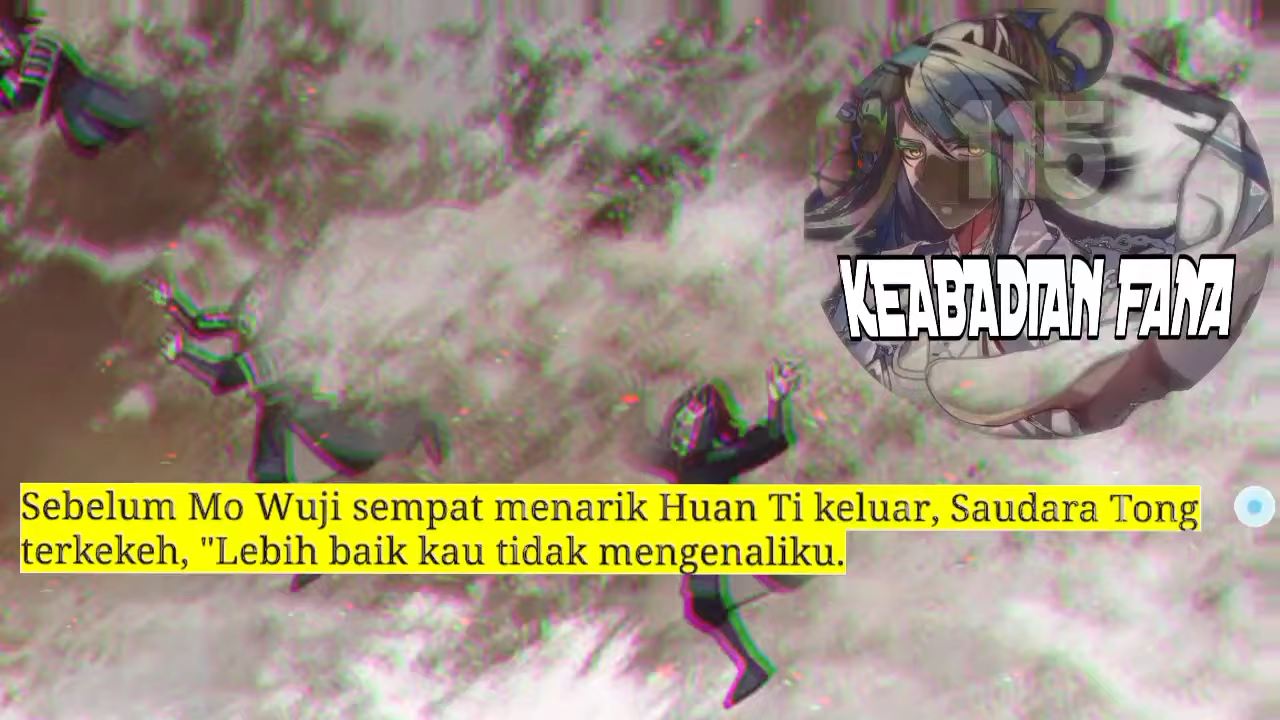 115
KEABADIAN FANA
Sebelum Mo Wuji sempat menarik Huan Ti keluar, Saudara Tong
terkekeh, "Lebih baik kau tidak mengenaliku.